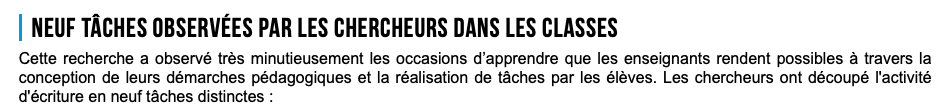 NEUF TÂCHES OBSERVÉES PAR LES CHERCHEURS DANS LES CLASSES
Cette recherche a observé très minutieusement les occasions d'apprendre que les enseignants rendent possibles à travers la
conception de leurs démarches pédagogiques et la réalisation de tâches par les élèves. Les chercheurs ont découpé l'activité
d'écriture en neuf tâches distinctes :